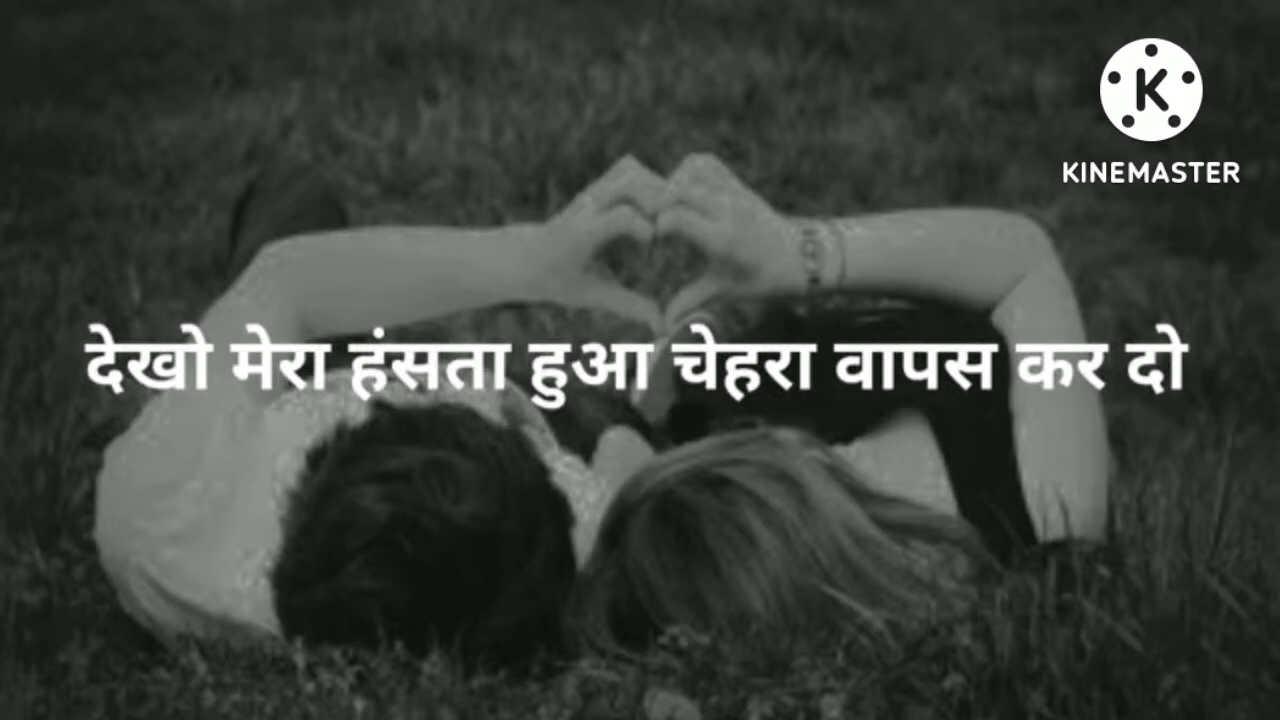 KINEMASTER
देखो मेरा हंसता हुआ चेहरा वापस कर दो